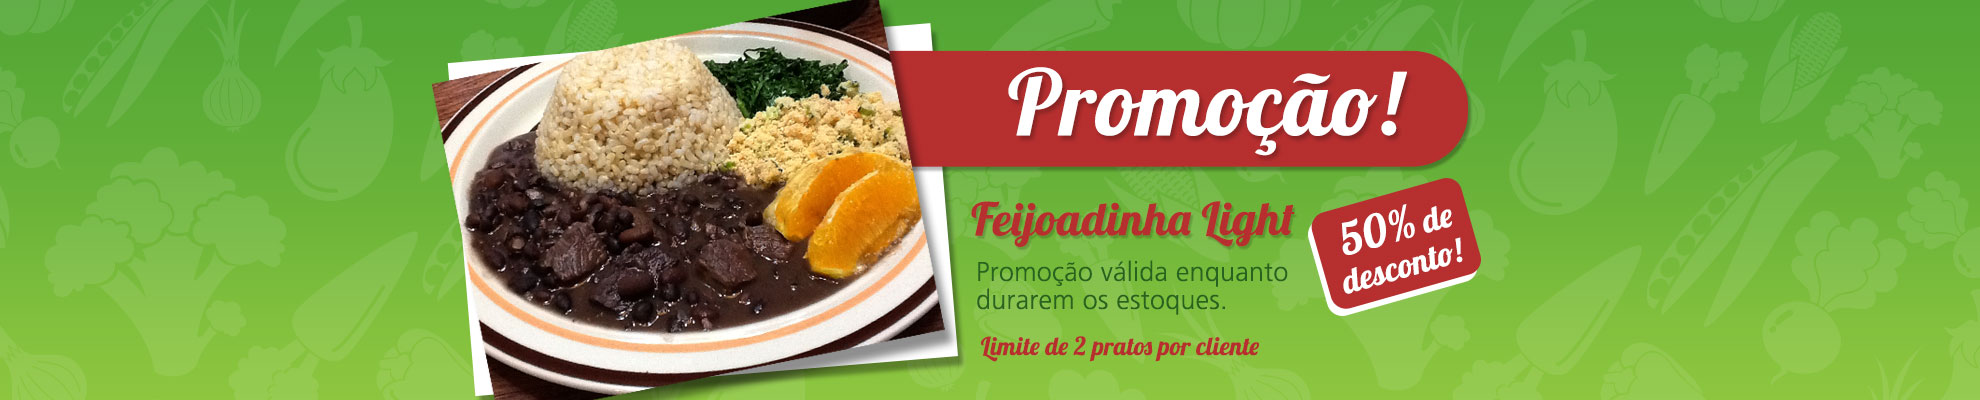 Promoção!
Feijoadinha Light
50% de
desconto!
Promoção válida enquanto
durarem os estoques.
Limite de 2 pratos por cliente